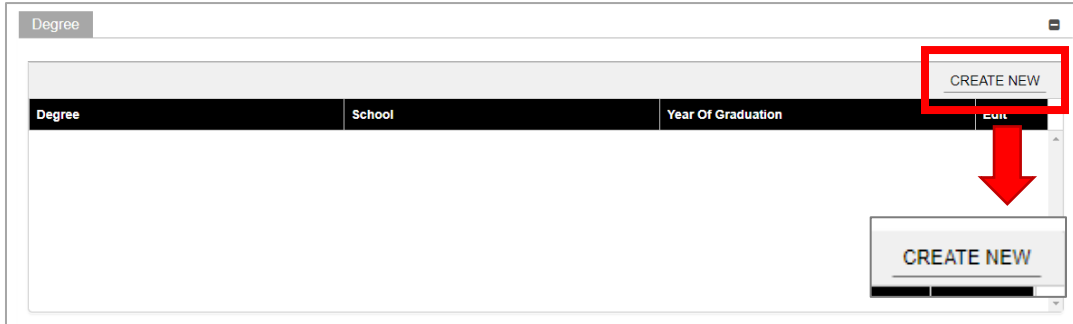 Degree
CREATE NEW
Degree School Year Of Graduation Edit
CREATE NEW